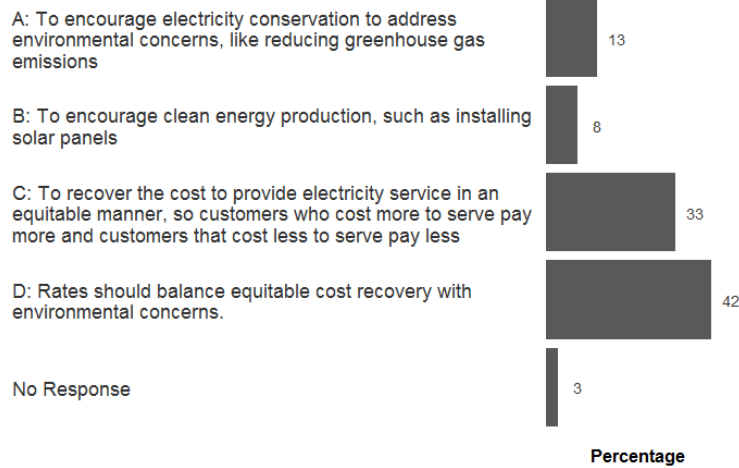 A: To encourage electricity conservation to address
environmental concerns, like reducing greenhouse gas
emissions
13
B: To encourage clean energy production, such as installing
solar panels
8
C: To recover the cost to provide electricity service in an
equitable manner, so customers who cost more to serve pay
more and customers that cost less to serve pay less
33
D: Rates should balance equitable cost recovery with
environmental concerns.
42
No Response
3
Percentage